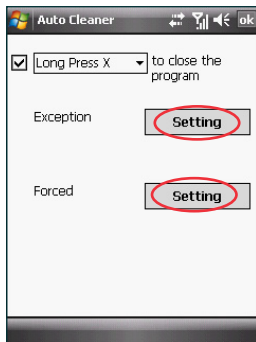 Auto Cleaner ok
Long Press X to close the
program
Exception Setting
Forced Setting